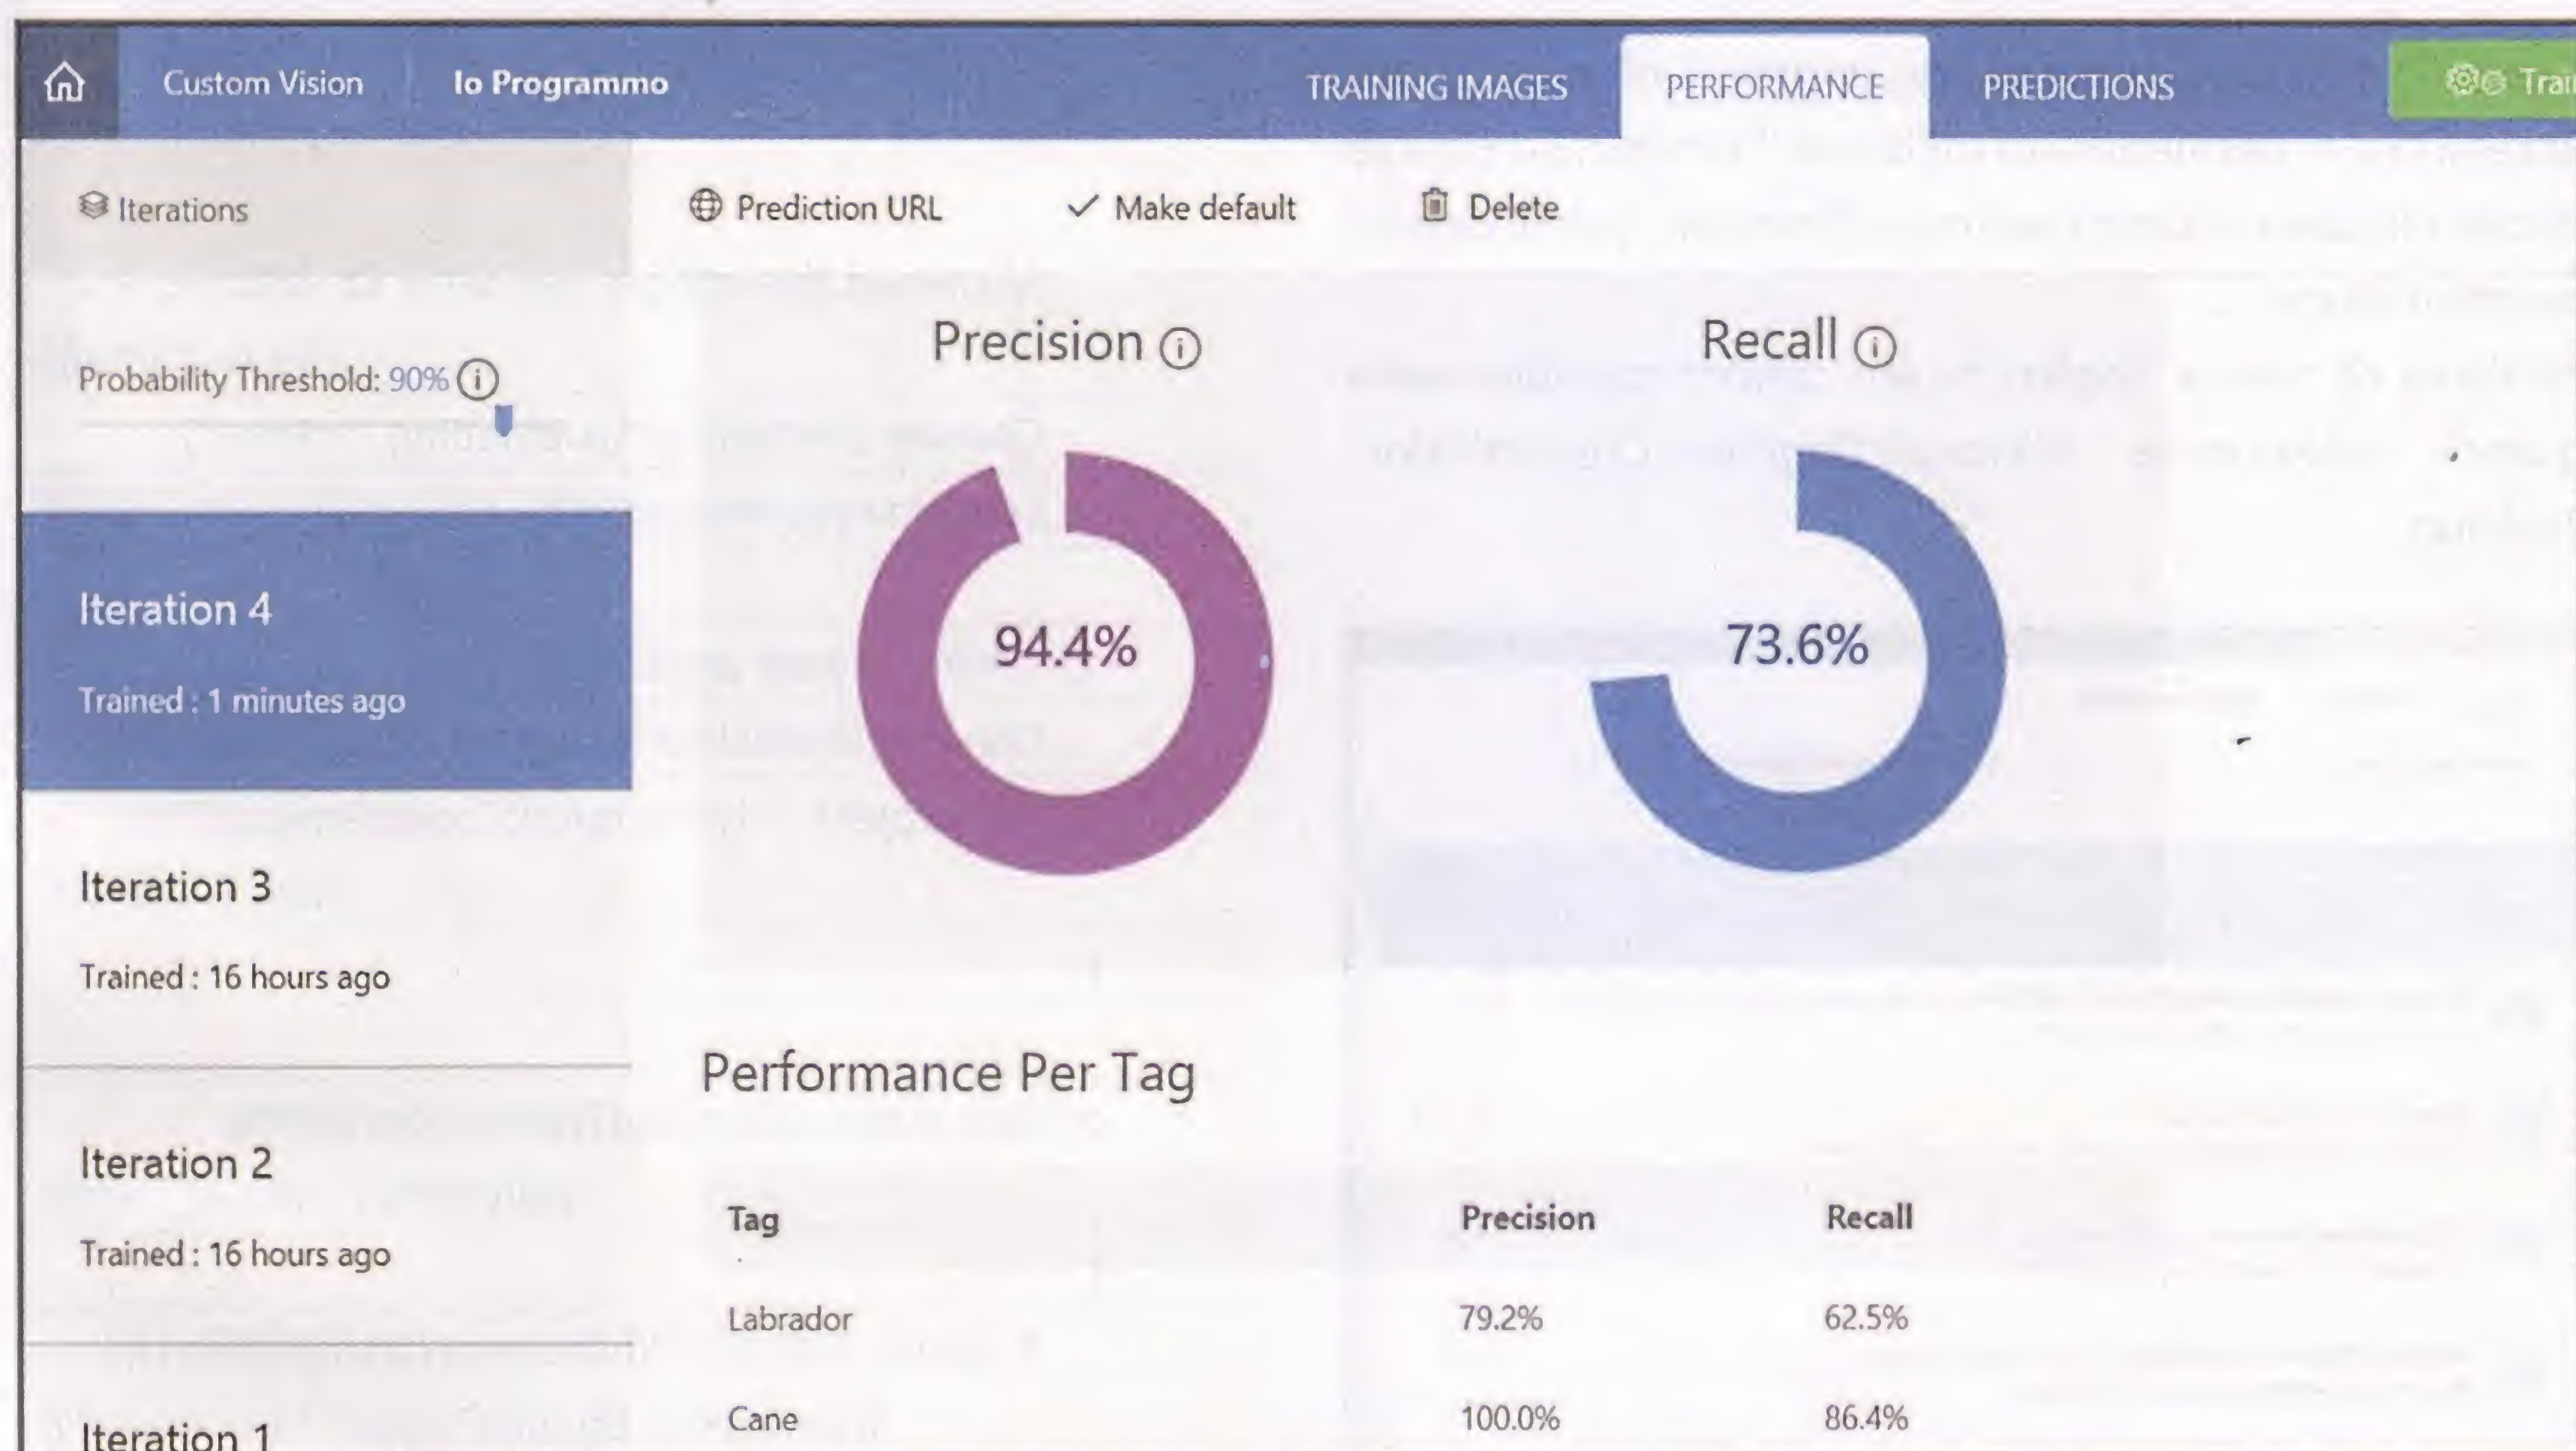 Custom Vision Io Programmo TRAINING IMAGES PERFORMANCE PREDICTIONS
Iterations Prediction URL Make default Delete
Probability Threshold: 90%
Precision Recall
94.4% 73.6%
Iteration 4
Trained : 1 minutes ago
Iteration 3
Trained : 16 hours ago
Iteration 2
Trained : 16 hours ago
Iteration 1
Performance Per Tag
Tag Precision Recall
Labrador 79.2% 62.5%
Cane 100.0% 86.4%